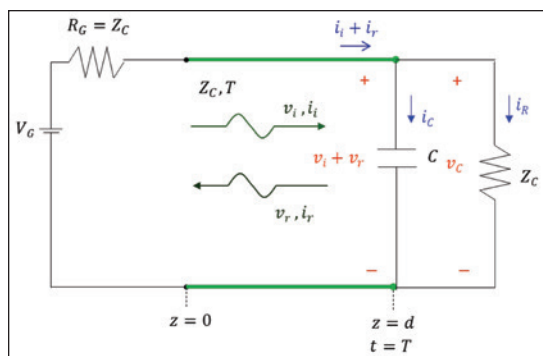 R_G = Z_C
i_i + i_r
Z_C, T
+
+
v_i, i_i
i_C
i_R
V_G
v_i + v_r
C
v_C
Z_C
v_r, i_r
−
−
z = 0
z = d
t = T